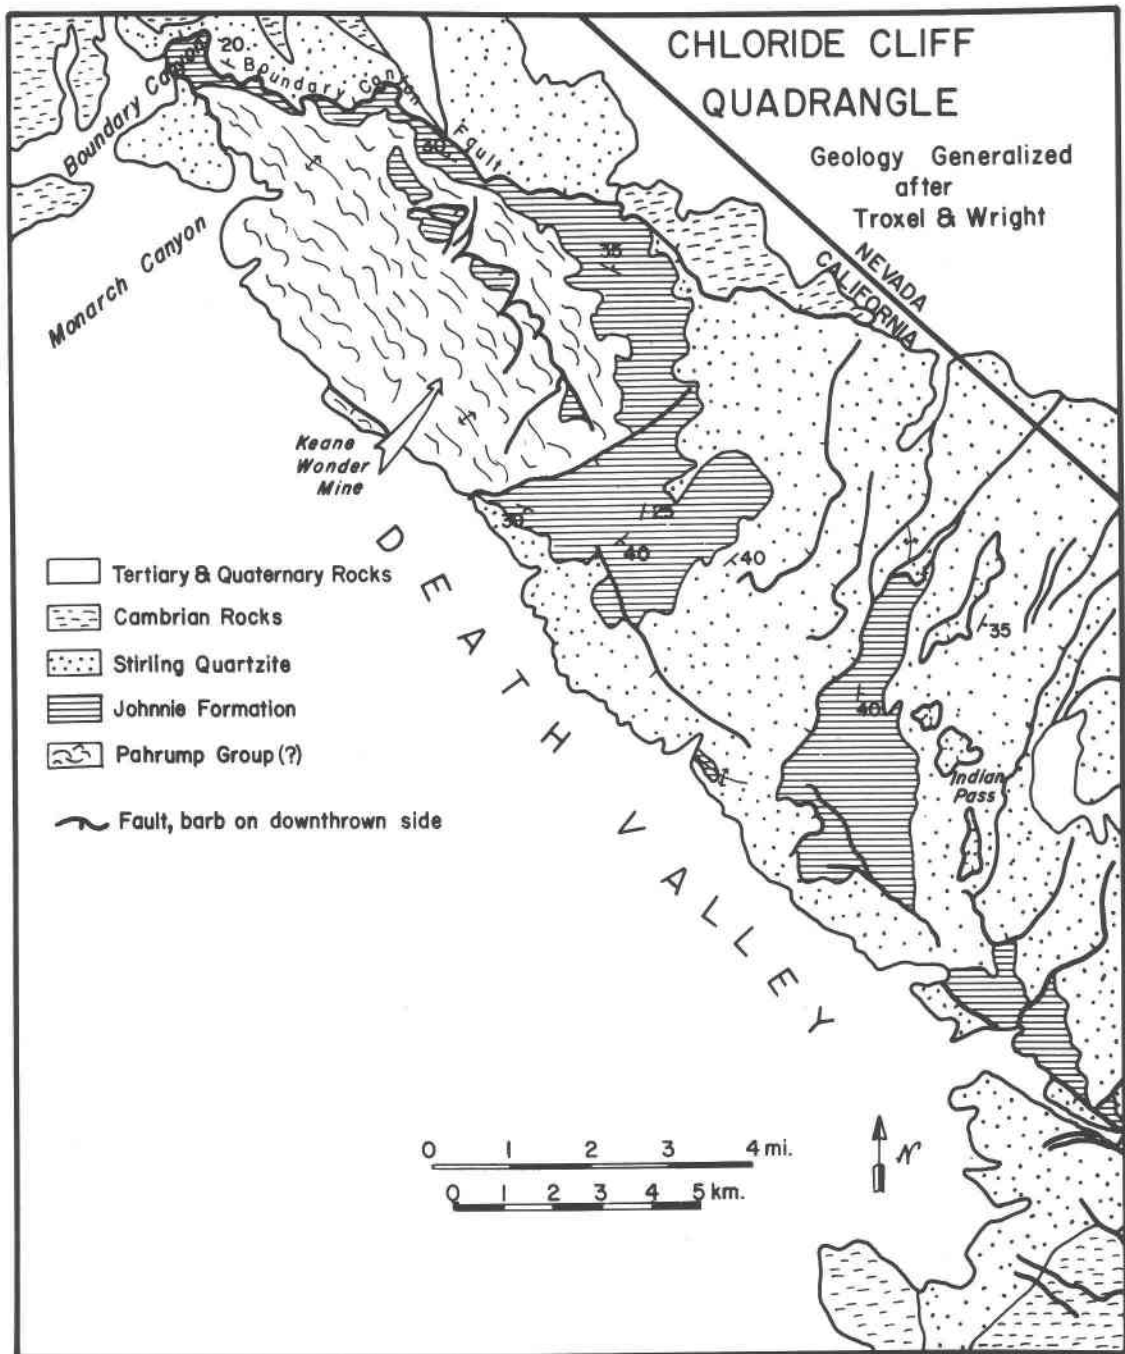 CHLORIDE CLIFF
QUADRANGLE
Geology Generalized
after
Troxel & Wright
NEVADA
CALIFORNIA
Boundary Canyon
20
Boundary Canyon Fault
30
Monarch Canyon
35
Keane
Wonder
Mine
30
25
40
40
35
40
Indian
Pass
DEATH VALLEY
Tertiary & Quaternary Rocks
Cambrian Rocks
Stirling Quartzite
Johnnie Formation
Pahrump Group (?)
Fault, barb on downthrown side
0 1 2 3 4 mi.
0 1 2 3 4 5 km.
N